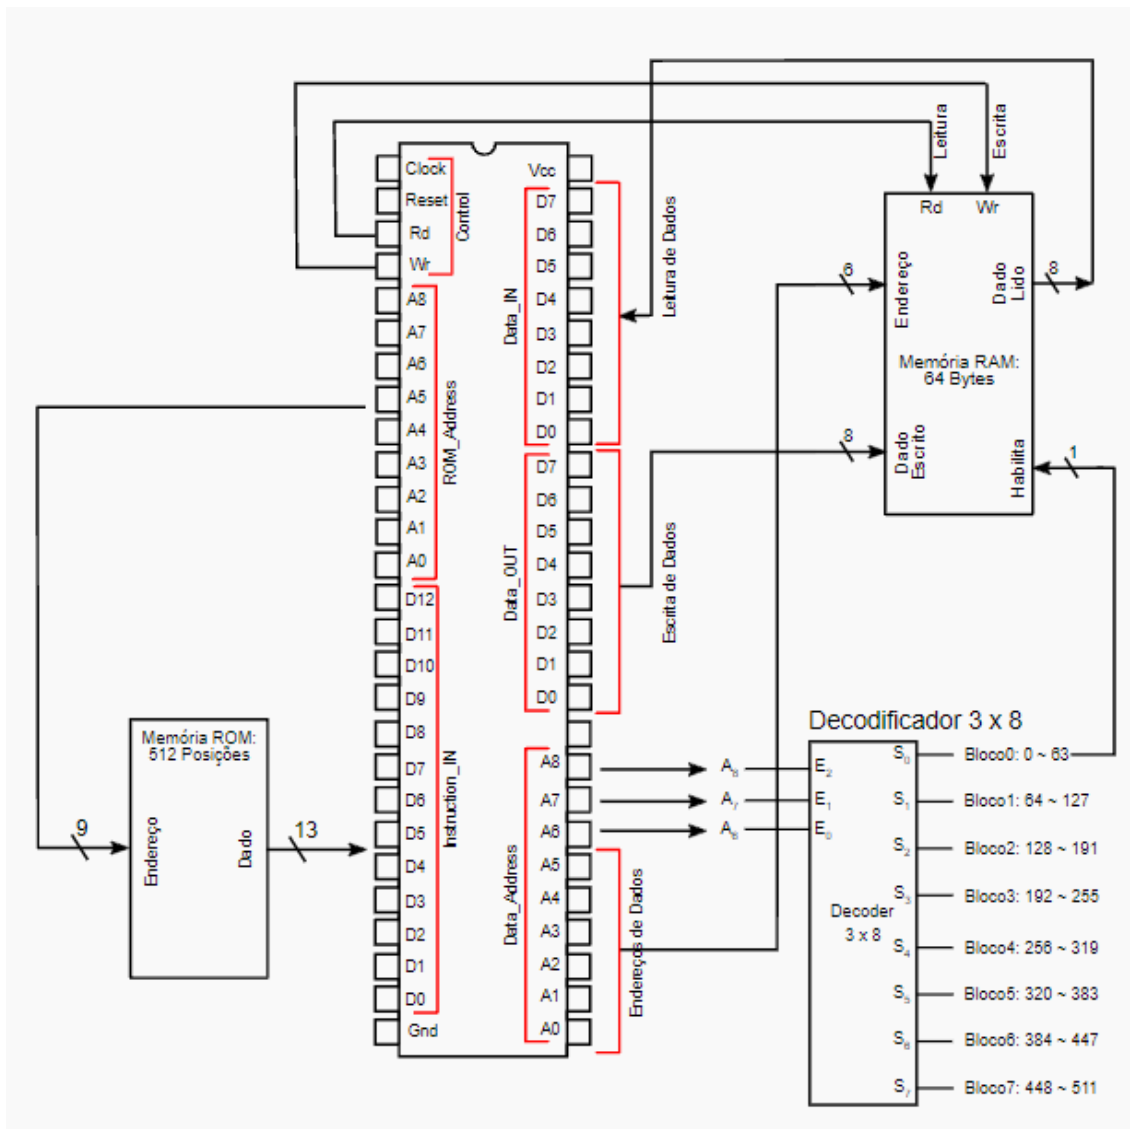 Leitura
Escrita
Clock
Reset
Rd
Wr
Control
A8
A7
A6
A5
A4
A3
A2
A1
A0
ROM_Address
D12
D11
D10
D9
D8
D7
D6
D5
D4
D3
D2
D1
D0
Instruction_IN
Gnd
Vcc
D7
D6
D5
D4
D3
D2
D1
D0
Data_IN
Leitura de Dados
D7
D6
D5
D4
D3
D2
D1
D0
Data_OUT
Escrita de Dados
A8
A7
A6
A5
A4
A3
A2
A1
A0
Data_Address
Endereços de Dados
Rd Wr
6
Endereço
Dado
Lido
8
Memória RAM:
64 Bytes
8
Dado
Escrito
Habilita
1
Memória ROM:
512 Posições
9
Endereço
Dado
13
Decodificador 3 x 8
A8
A7
A6
E2
E1
E0
Decoder
3 x 8
S0 Bloco0: 0 ~ 63
S1 Bloco1: 64 ~ 127
S2 Bloco2: 128 ~ 191
S3 Bloco3: 192 ~ 255
S4 Bloco4: 256 ~ 319
S5 Bloco5: 320 ~ 383
S6 Bloco6: 384 ~ 447
S7 Bloco7: 448 ~ 511